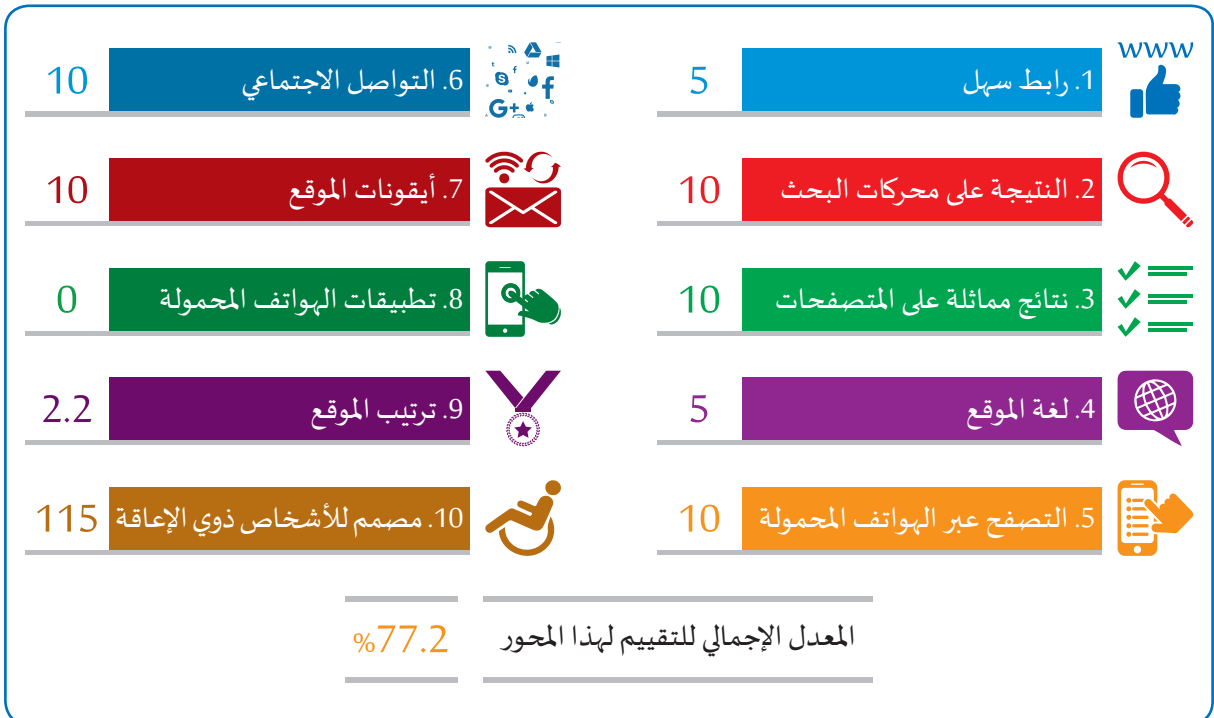 www
1. رابط سهل
5
2. النتيجة على محركات البحث
10
3. نتائج مماثلة على المتصفحات
10
4. لغة الموقع
5
5. التصفح عبر الهواتف المحمولة
10
6. التواصل الاجتماعي
10
7. أيقونات الموقع
10
8. تطبيقات الهواتف المحمولة
0
9. ترتيب الموقع
2.2
10. مصمم للأشخاص ذوي الإعاقة
115
المعدل الإجمالي للتقييم لهذا المحور
%77.2